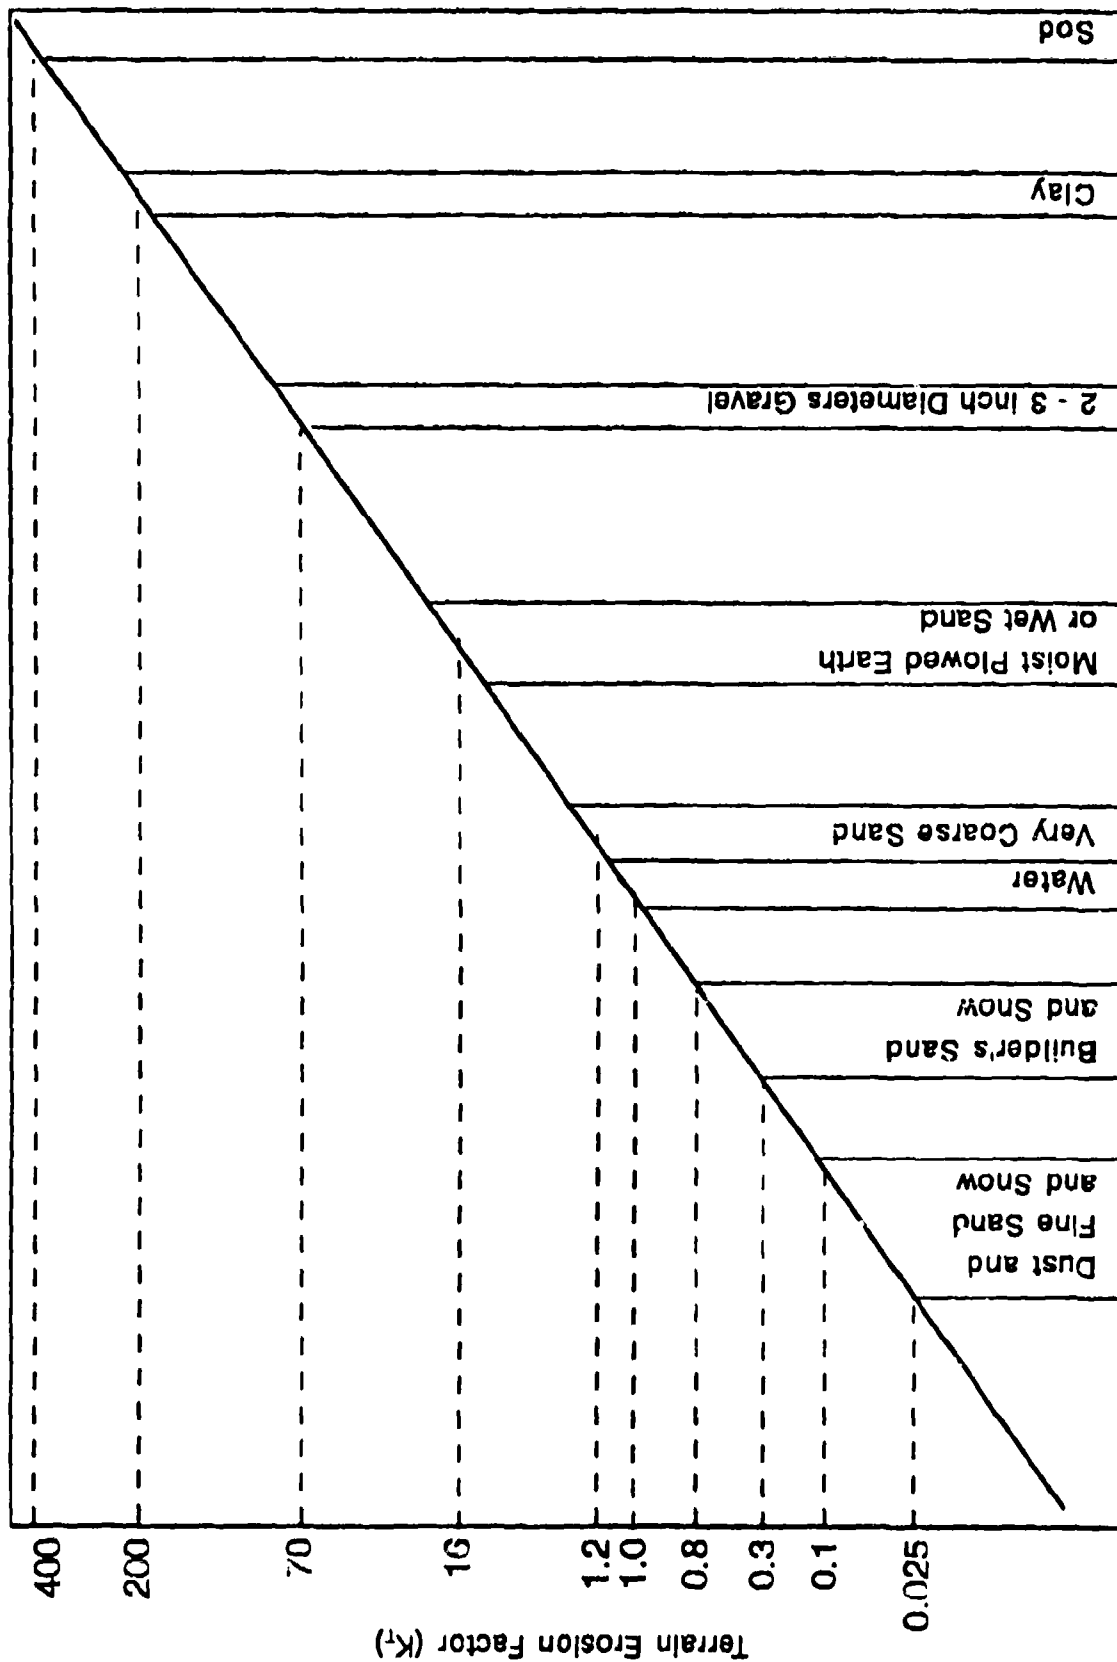 Terrain Erosion Factor (K_T)
400
200
70
16
1.2
1.0
0.8
0.3
0.1
0.025
Dust and
Fine Sand
and Snow
Builder's Sand
and Snow
Water
Very Coarse Sand
Moist Plowed Earth
or Wet Sand
2 - 3 Inch Diameters Gravel
Clay
Sod